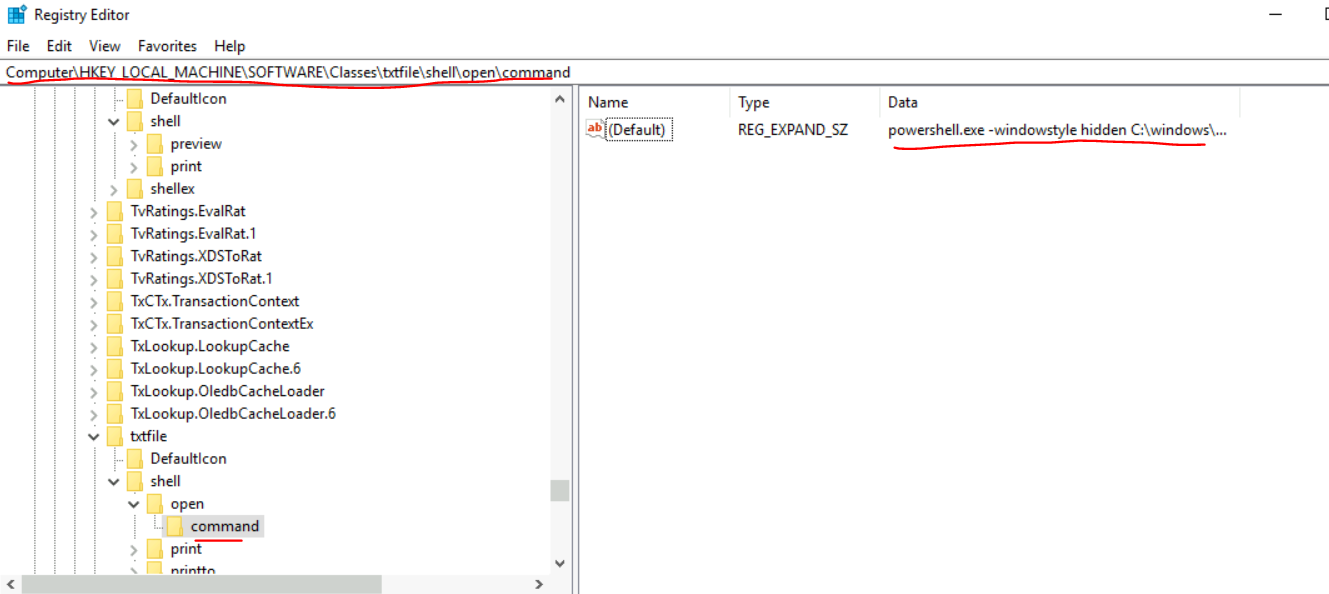 Registry Editor
File Edit View Favorites Help
Computer\HKEY_LOCAL_MACHINE\SOFTWARE\Classes\txtfile\shell\open\command
DefaultIcon
shell
preview
print
shellex
TvRatings.EvalRat
TvRatings.EvalRat.1
TvRatings.XDSToRat
TvRatings.XDSToRat.1
TxCTx.TransactionContext
TxCTx.TransactionContextEx
TxLookup.LookupCache
TxLookup.LookupCache.6
TxLookup.OledbCacheLoader
TxLookup.OledbCacheLoader.6
txtfile
DefaultIcon
shell
open
command
print
printto
Name Type Data
ab (Default) REG_EXPAND_SZ powershell.exe -windowstyle hidden C:\windows\...